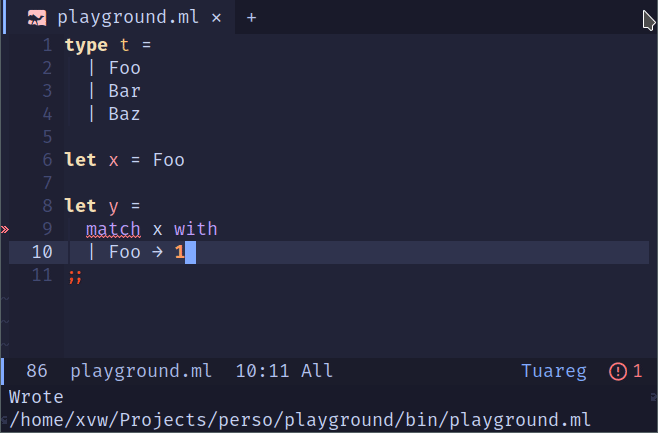 playground.ml × +
1 type t =
2 | Foo
3 | Bar
4 | Baz
5
6 let x = Foo
7
8 let y =
» 9 match x with
10 | Foo → 1
11 ;;
~
~
~
86 playground.ml 10:11 All Tuareg ! 1
Wrote
/home/xvw/Projects/perso/playground/bin/playground.ml